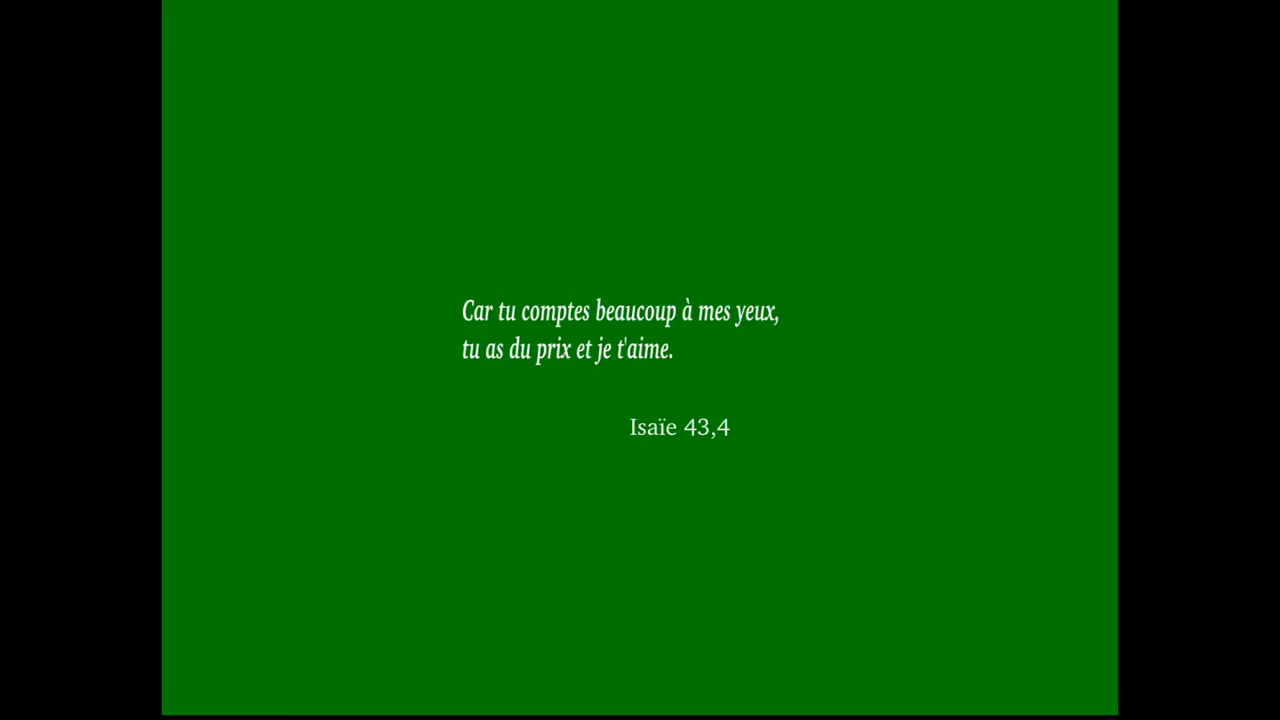 Car tu comptes beaucoup à mes yeux,
tu as du prix et je t'aime.
Isaïe 43,4